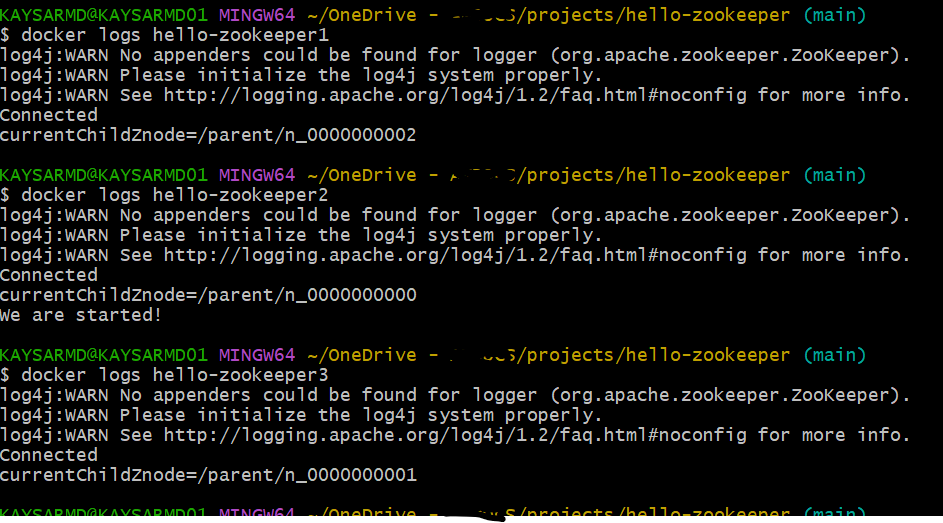 KAYSARMD@KAYSARMD01 MINGW64 ~/OneDrive - /projects/hello-zookeeper (main)
$ docker logs hello-zookeeper1
log4j:WARN No appenders could be found for logger (org.apache.zookeeper.ZooKeeper).
log4j:WARN Please initialize the log4j system properly.
log4j:WARN See http://logging.apache.org/log4j/1.2/faq.html#noconfig for more info.
Connected
currentChildZnode=/parent/n_0000000002
KAYSARMD@KAYSARMD01 MINGW64 ~/OneDrive - /projects/hello-zookeeper (main)
$ docker logs hello-zookeeper2
log4j:WARN No appenders could be found for logger (org.apache.zookeeper.ZooKeeper).
log4j:WARN Please initialize the log4j system properly.
log4j:WARN See http://logging.apache.org/log4j/1.2/faq.html#noconfig for more info.
Connected
currentChildZnode=/parent/n_0000000000
We are started!
KAYSARMD@KAYSARMD01 MINGW64 ~/OneDrive - /projects/hello-zookeeper (main)
$ docker logs hello-zookeeper3
log4j:WARN No appenders could be found for logger (org.apache.zookeeper.ZooKeeper).
log4j:WARN Please initialize the log4j system properly.
log4j:WARN See http://logging.apache.org/log4j/1.2/faq.html#noconfig for more info.
Connected
currentChildZnode=/parent/n_0000000001
KAYSARMD@KAYSARMD01 MINGW64 ~/OneDrive - /projects/hello-zookeeper (main)